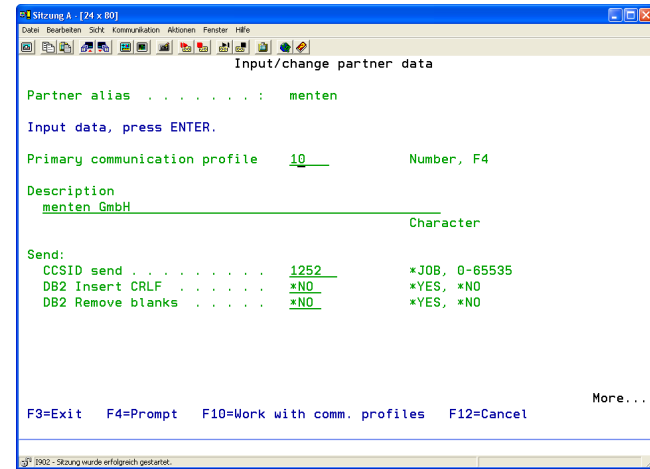 Sitzung A - [24 x 80]
Datei Bearbeiten Sicht Kommunikation Aktionen Fenster Hilfe
Input/change partner data
Partner alias . . . . . . . : menten
Input data, press ENTER.
Primary communication profile 10 Number, F4
Description
menten GmbH
Character
Send:
CCSID send . . . . . . . . . 1252 *JOB, 0-65535
DB2 Insert CRLF . . . . . . *NO *YES, *NO
DB2 Remove blanks . . . . . *NO *YES, *NO
More...
F3=Exit F4=Prompt F10=Work with comm. profiles F12=Cancel
I902 - Sitzung wurde erfolgreich gestartet.